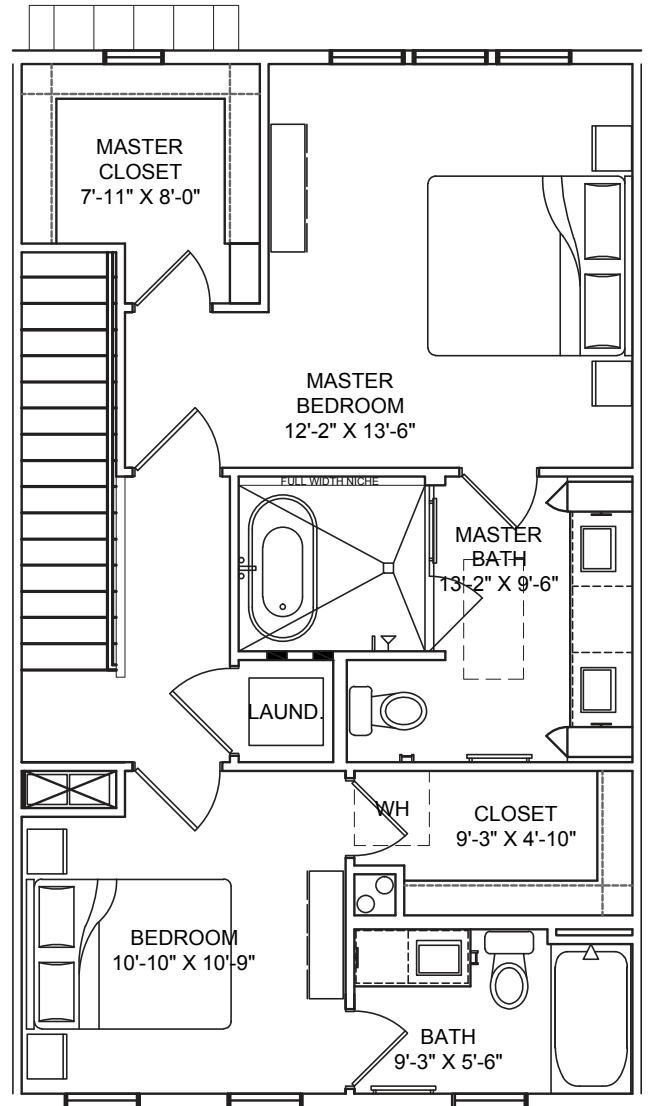 MASTER
CLOSET
7'-11" X 8'-0"
MASTER
BEDROOM
12'-2" X 13'-6"
FULL WIDTH NICHE
MASTER
BATH
13'-2" X 9'-6"
LAUND.
WH
CLOSET
9'-3" X 4'-10"
BEDROOM
10'-10" X 10'-9"
BATH
9'-3" X 5'-6"